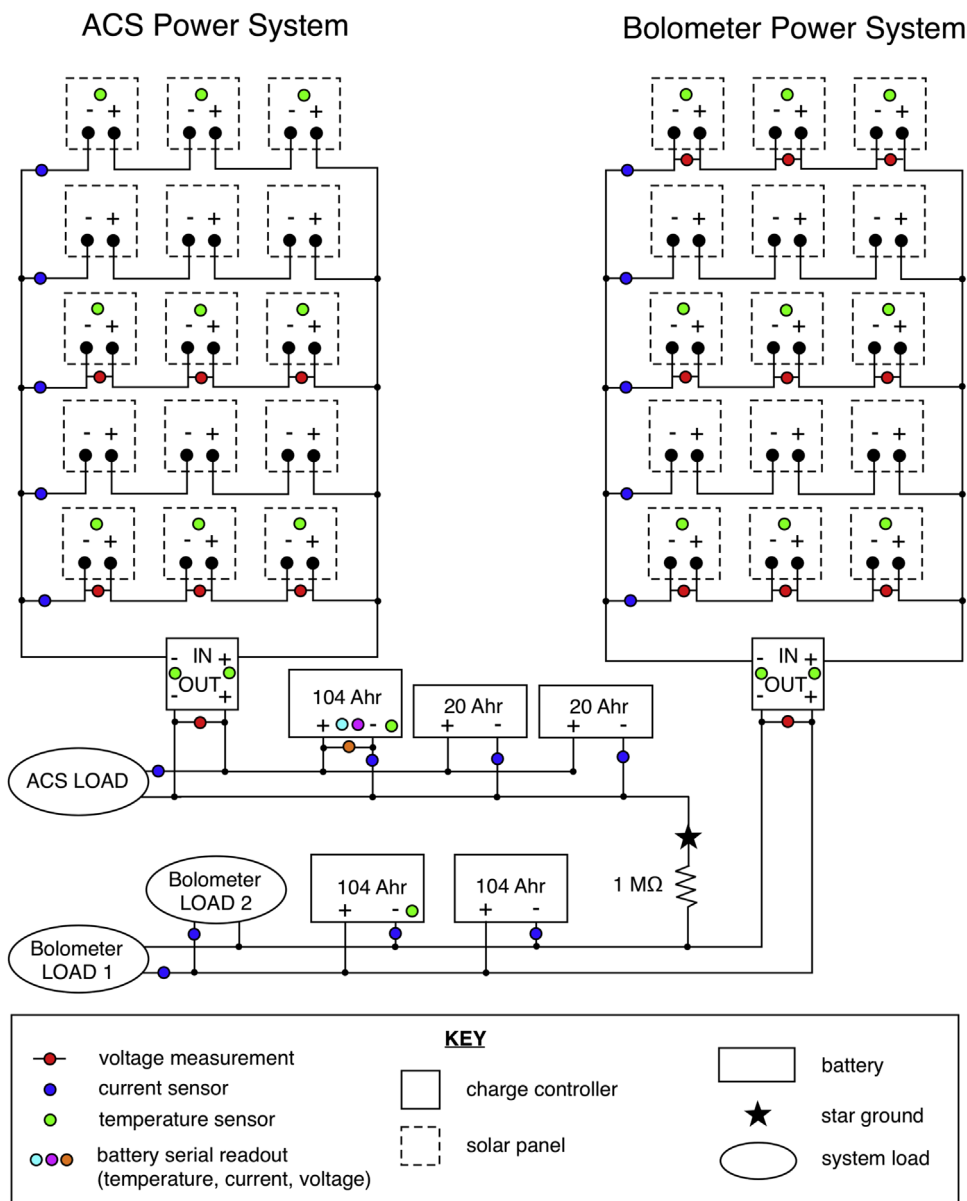 ACS Power System
Bolometer Power System
- + - + - +
- + - + - +
- + - + - +
- + - + - +
- + - + - +
- + - + - +
- + - + - +
- + - + - +
- + - + - +
- + - + - +
- IN +
OUT
- +
- IN +
OUT
- +
104 Ahr
+ -
20 Ahr
+ -
20 Ahr
+ -
ACS LOAD
1 MΩ
Bolometer
LOAD 2
104 Ahr
+ -
104 Ahr
+ -
Bolometer
LOAD 1
KEY
voltage measurement
current sensor
temperature sensor
battery serial readout
(temperature, current, voltage)
charge controller
solar panel
battery
star ground
system load